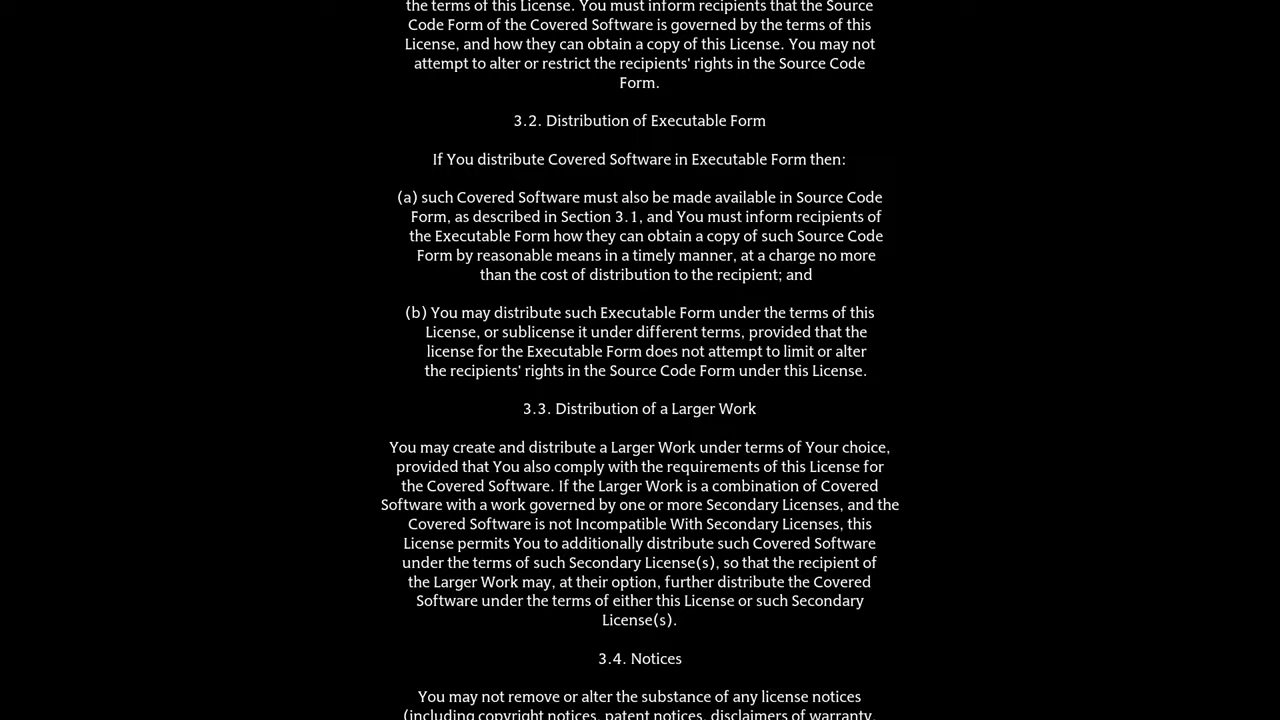 the terms of this License. You must inform recipients that the Source
Code Form of the Covered Software is governed by the terms of this
License, and how they can obtain a copy of this License. You may not
attempt to alter or restrict the recipients' rights in the Source Code
Form.
3.2. Distribution of Executable Form
If You distribute Covered Software in Executable Form then:
(a) such Covered Software must also be made available in Source Code
Form, as described in Section 3.1, and You must inform recipients of
the Executable Form how they can obtain a copy of such Source Code
Form by reasonable means in a timely manner, at a charge no more
than the cost of distribution to the recipient; and
(b) You may distribute such Executable Form under the terms of this
License, or sublicense it under different terms, provided that the
license for the Executable Form does not attempt to limit or alter
the recipients' rights in the Source Code Form under this License.
3.3. Distribution of a Larger Work
You may create and distribute a Larger Work under terms of Your choice,
provided that You also comply with the requirements of this License for
the Covered Software. If the Larger Work is a combination of Covered
Software with a work governed by one or more Secondary Licenses, and the
Covered Software is not Incompatible With Secondary Licenses, this
License permits You to additionally distribute such Covered Software
under the terms of such Secondary License(s), so that the recipient of
the Larger Work may, at their option, further distribute the Covered
Software under the terms of either this License or such Secondary
License(s).
3.4. Notices
You may not remove or alter the substance of any license notices
(including copyright notices, patent notices, disclaimers of warranty,